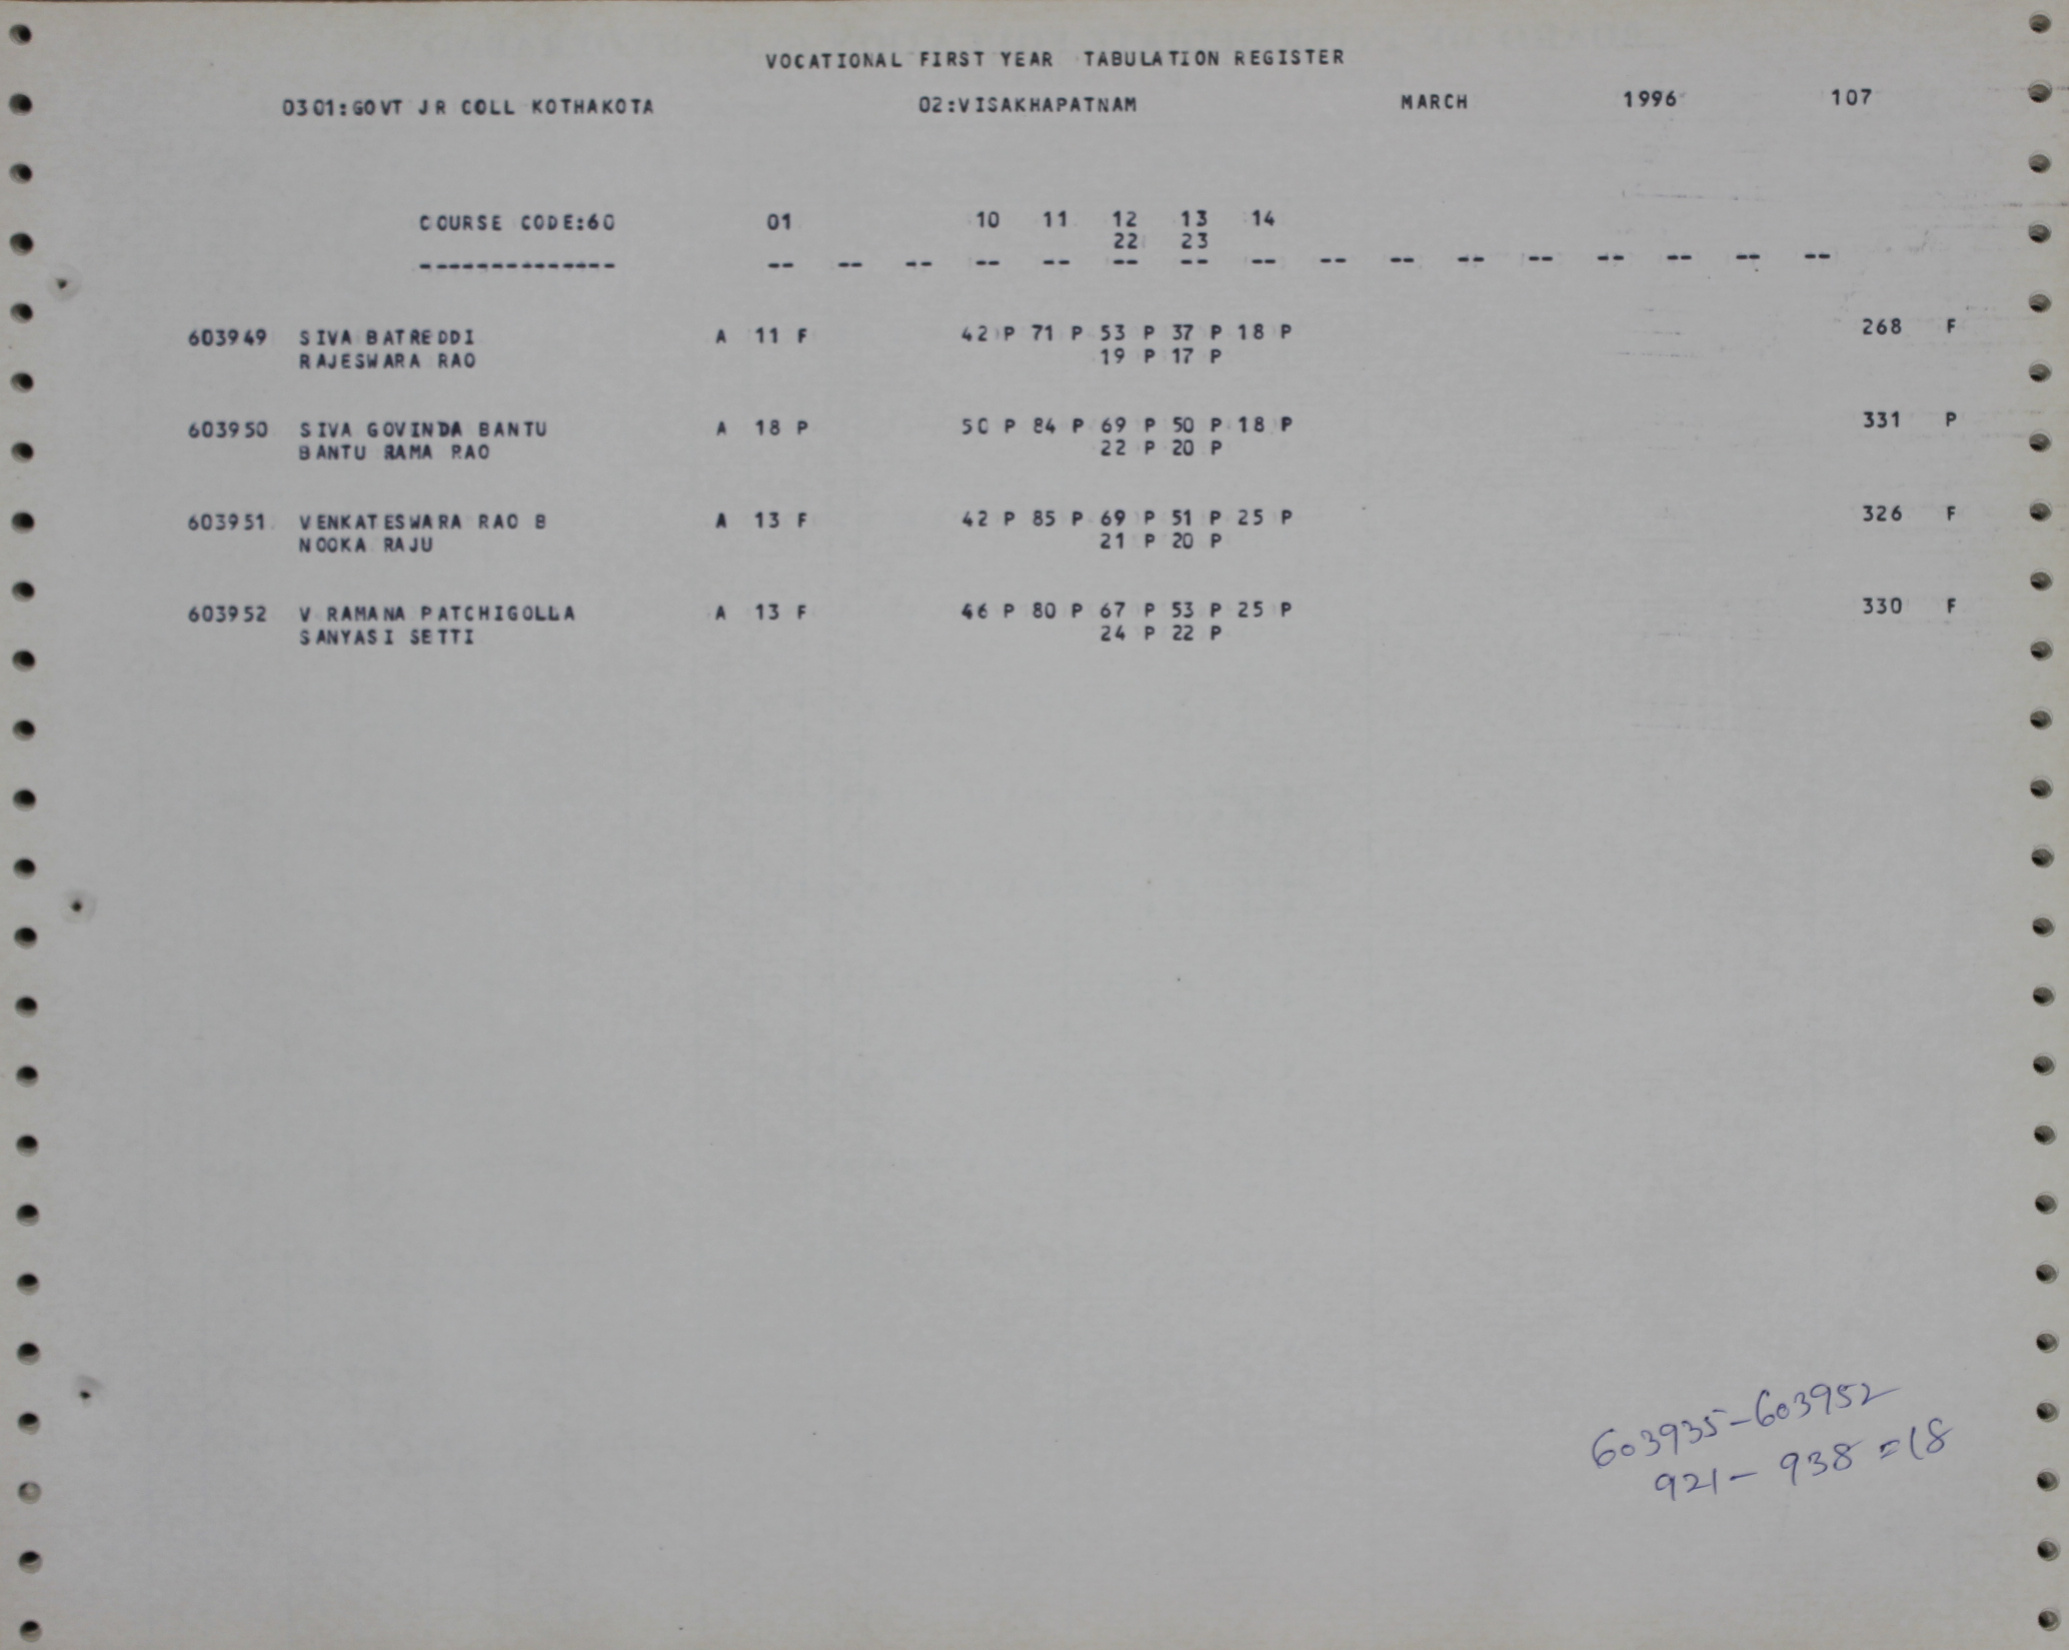 VOCATIONAL FIRST YEAR TABULATION REGISTER
0301:GOVT JR COLL KOTHAKOTA 02:VISAKHAPATNAM MARCH 1996 107
COURSE CODE:60 01 10 11 12 13 14
22 23
-------------- -- -- -- -- -- -- -- -- -- -- -- -- -- -- -- --
603949 SIVA BATREDDI A 11 F 42 P 71 P 53 P 37 P 18 P 268 F
RAJESWARA RAO 19 P 17 P
603950 SIVA GOVINDA BANTU A 18 P 50 P 84 P 69 P 50 P 18 P 331 P
BANTU RAMA RAO 22 P 20 P
603951 VENKATESWARA RAO B A 13 F 42 P 85 P 69 P 51 P 25 P 326 F
NOOKA RAJU 21 P 20 P
603952 V RAMANA PATCHIGOLLA A 13 F 46 P 80 P 67 P 53 P 25 P 330 F
SANYASI SETTI 24 P 22 P
603935-603952
921- 938 =18